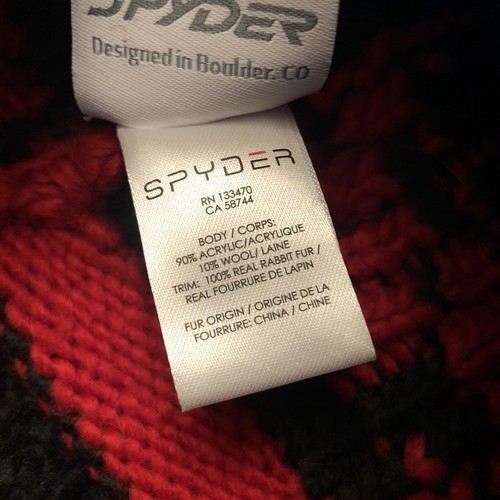 SPYDER
Designed in Boulder, CO
SPYDER
RN 133470
CA 58744
BODY / CORPS:
90% ACRYLIC/ACRYLIQUE
10% WOOL/ LAINE
TRIM: 100% REAL RABBIT FUR /
REAL FOURRURE DE LAPIN
FUR ORIGIN / ORIGINE DE LA
FOURRURE: CHINA / CHINE